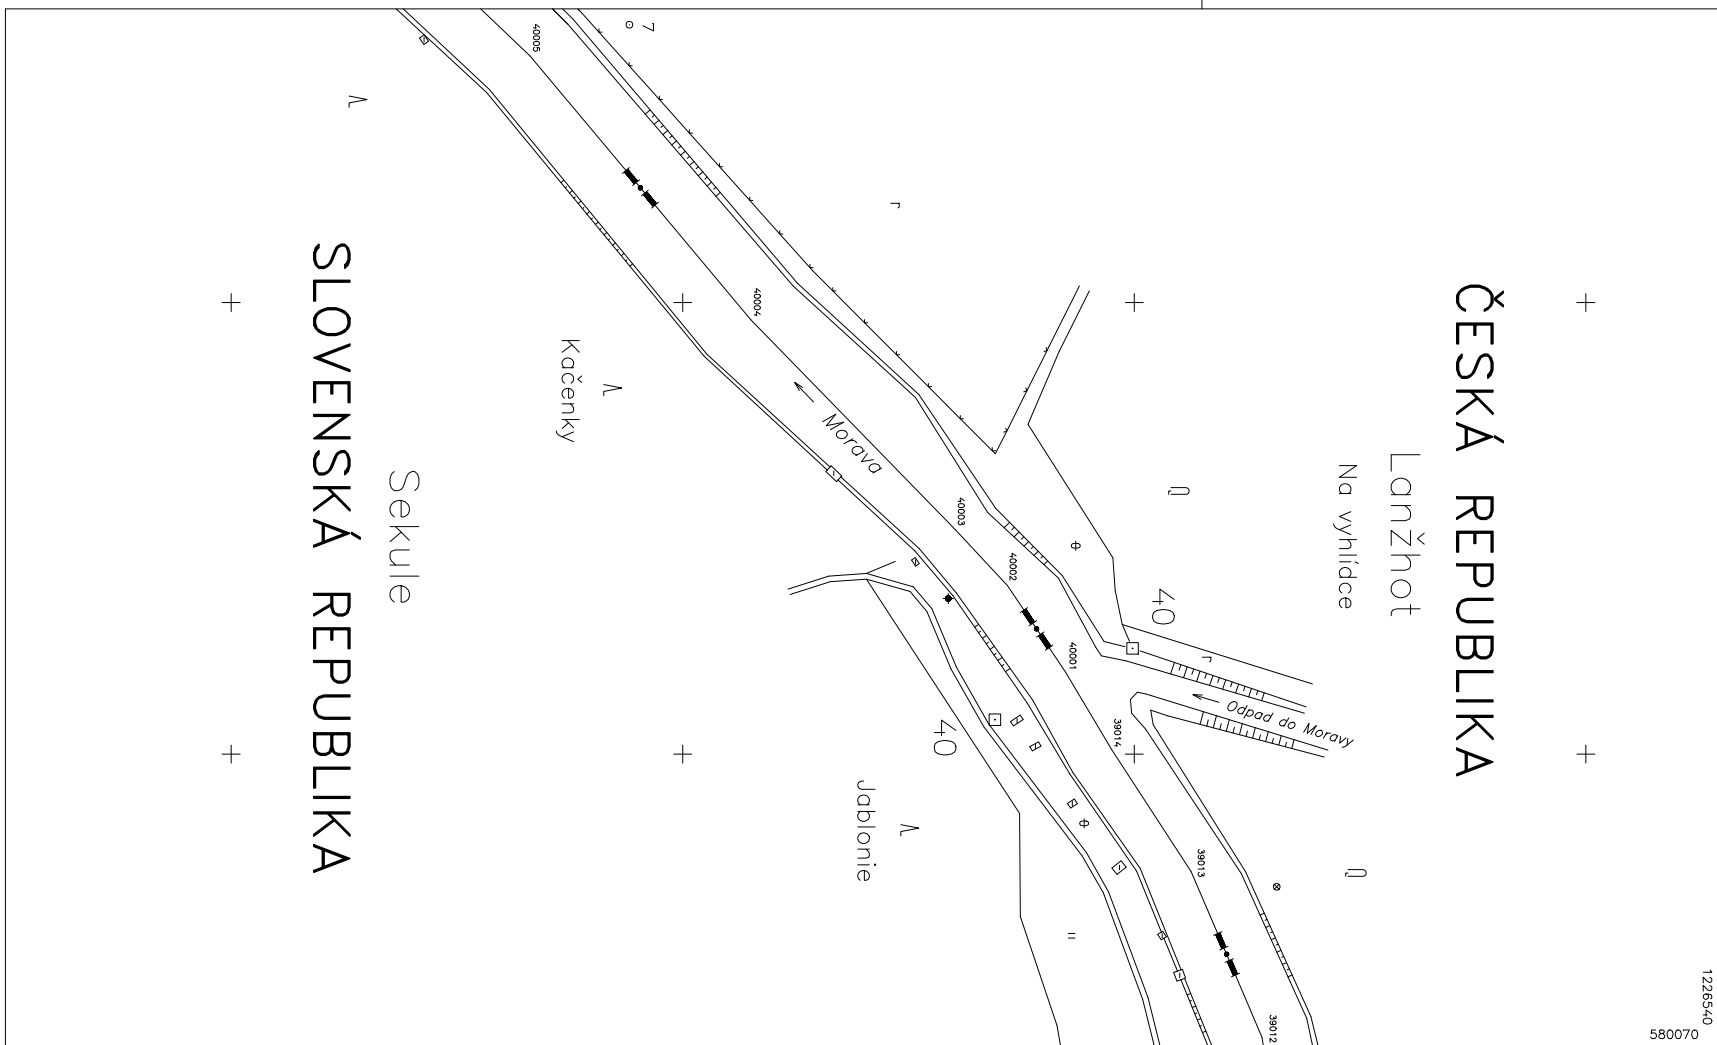 ČESKÁ REPUBLIKA
Lanžhot
Na vyhlídce
SLOVENSKÁ REPUBLIKA
Sekule
Kačenky
Jablonie
Morava
Odpad do Moravy
7
40
40
40005
40004
40003
40002
40001
39014
39013
39012
1226540
580070